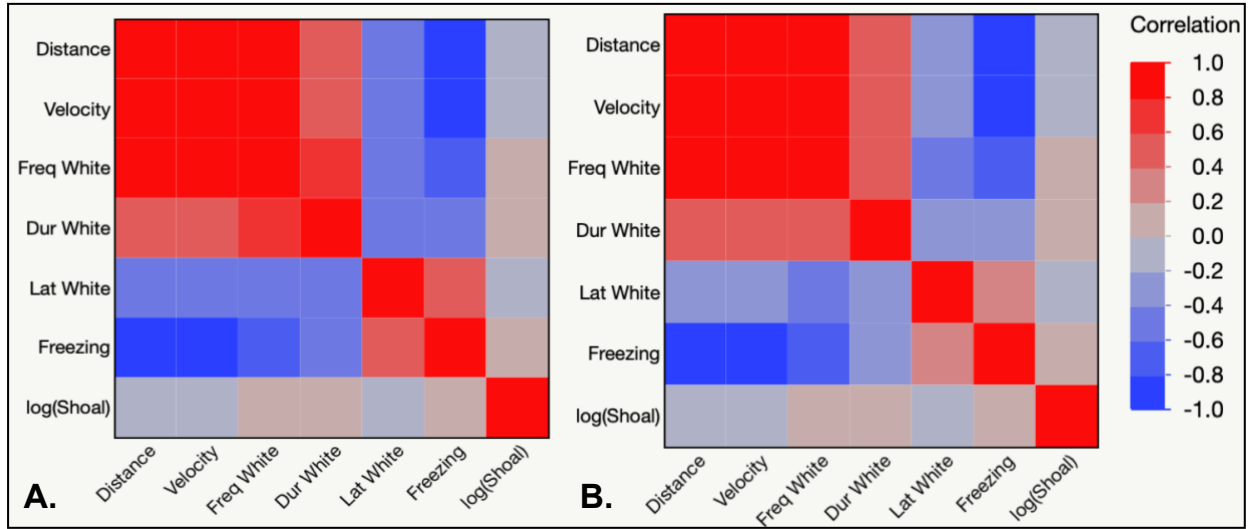 Distance
Velocity
Freq White
Dur White
Lat White
Freezing
log(Shoal)
Distance
Velocity
Freq White
Dur White
Lat White
Freezing
log(Shoal)
A.
Distance
Velocity
Freq White
Dur White
Lat White
Freezing
log(Shoal)
Distance
Velocity
Freq White
Dur White
Lat White
Freezing
log(Shoal)
B.
Correlation
1.0
0.8
0.6
0.4
0.2
0.0
-0.2
-0.4
-0.6
-0.8
-1.0